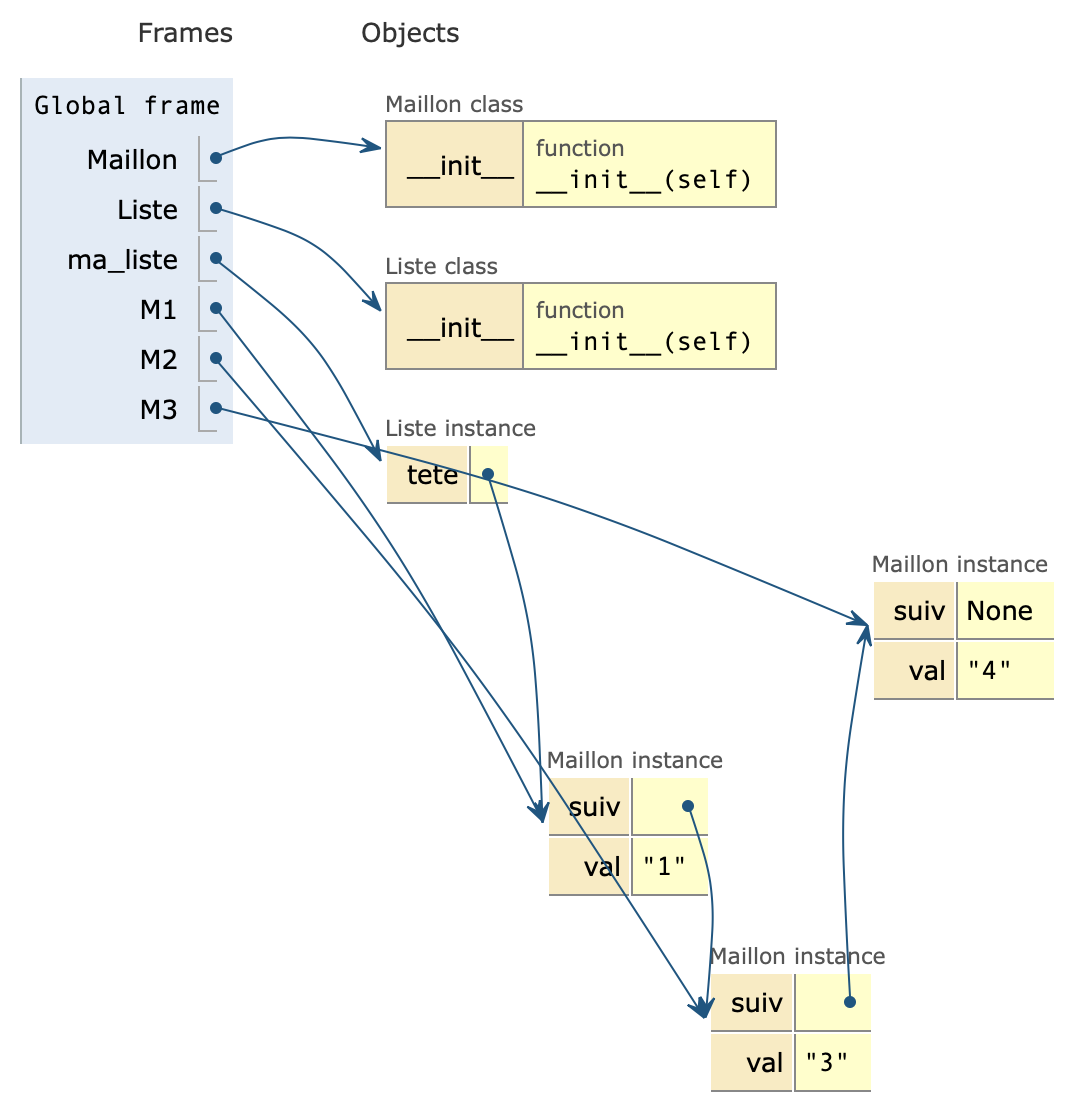 Frames Objects
Global frame
Maillon
Liste
ma_liste
M1
M2
M3
Maillon class
__init__ function
__init__(self)
Liste class
__init__ function
__init__(self)
Liste instance
tete
Maillon instance
suiv None
val "4"
Maillon instance
suiv
val "1"
Maillon instance
suiv
val "3"